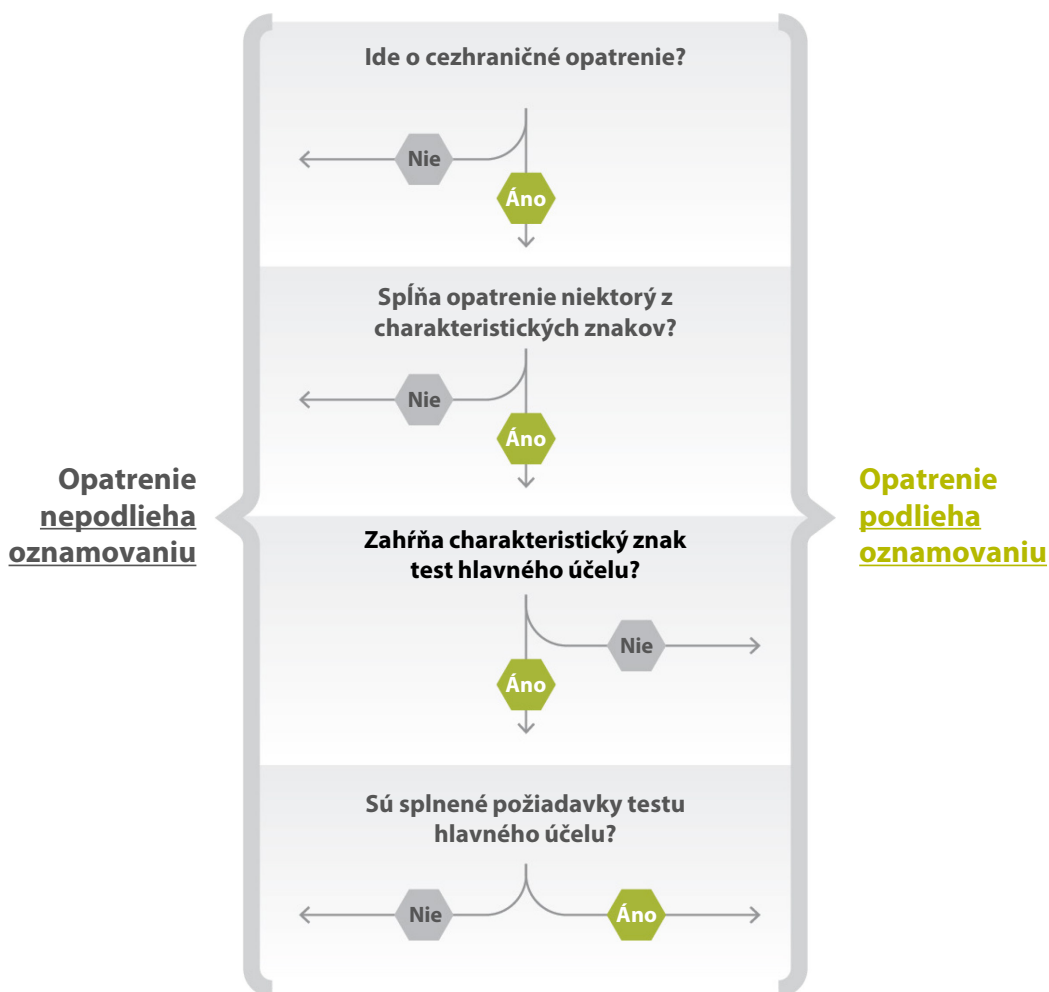 Ide o cezhraničné opatrenie?
Nie
Áno
Spĺňa opatrenie niektorý z
charakteristických znakov?
Nie
Áno
Opatrenie
nepodlieha
oznamovaniu
Opatrenie
podlieha
oznamovaniu
Zahŕňa charakteristický znak
test hlavného účelu?
Nie
Áno
Sú splnené požiadavky testu
hlavného účelu?
Nie
Áno